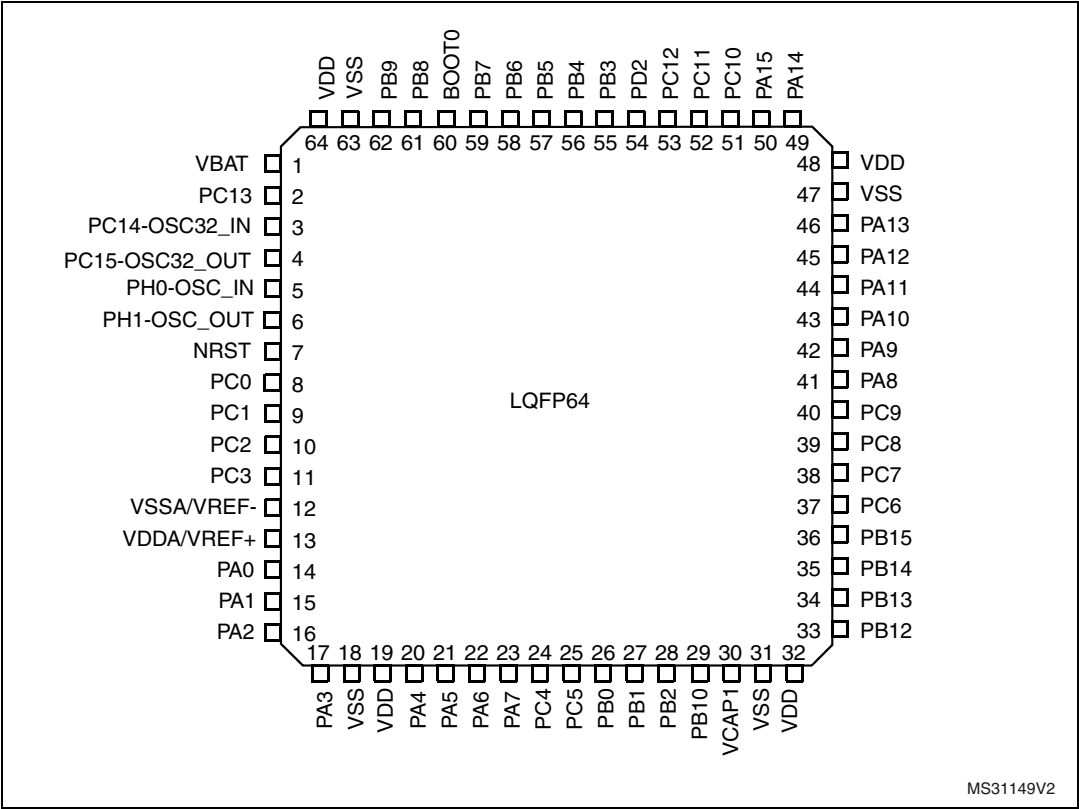 VDD VSS PB9 PB8 BOOT0 PB7 PB6 PB5 PB4 PB3 PD2 PC12 PC11 PC10 PA15 PA14
64 63 62 61 60 59 58 57 56 55 54 53 52 51 50 49
VBAT 1 48 VDD
PC13 2 47 VSS
PC14-OSC32_IN 3 46 PA13
PC15-OSC32_OUT 4 45 PA12
PH0-OSC_IN 5 44 PA11
PH1-OSC_OUT 6 43 PA10
NRST 7 42 PA9
PC0 8 41 PA8
LQFP64
PC1 9 40 PC9
PC2 10 39 PC8
PC3 11 38 PC7
VSSA/VREF- 12 37 PC6
VDDA/VREF+ 13 36 PB15
PA0 14 35 PB14
PA1 15 34 PB13
PA2 16 33 PB12
17 18 19 20 21 22 23 24 25 26 27 28 29 30 31 32
PA3 VSS VDD PA4 PA5 PA6 PA7 PC4 PC5 PB0 PB1 PB2 PB10 VCAP1 VSS VDD
MS31149V2